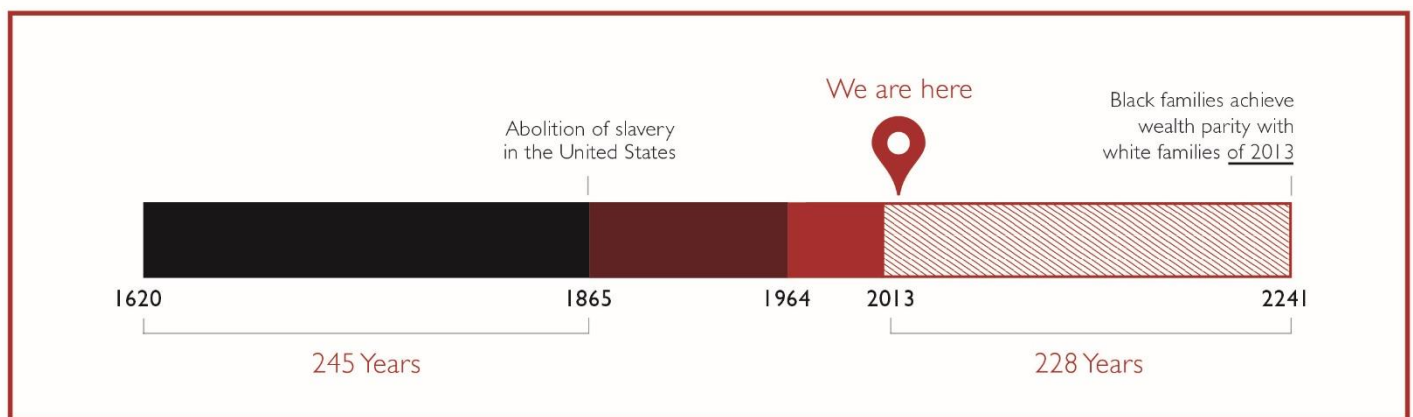 We are here
Abolition of slavery
in the United States
Black families achieve
wealth parity with
white families of 2013
1620
1865
1964
2013
2241
245 Years
228 Years